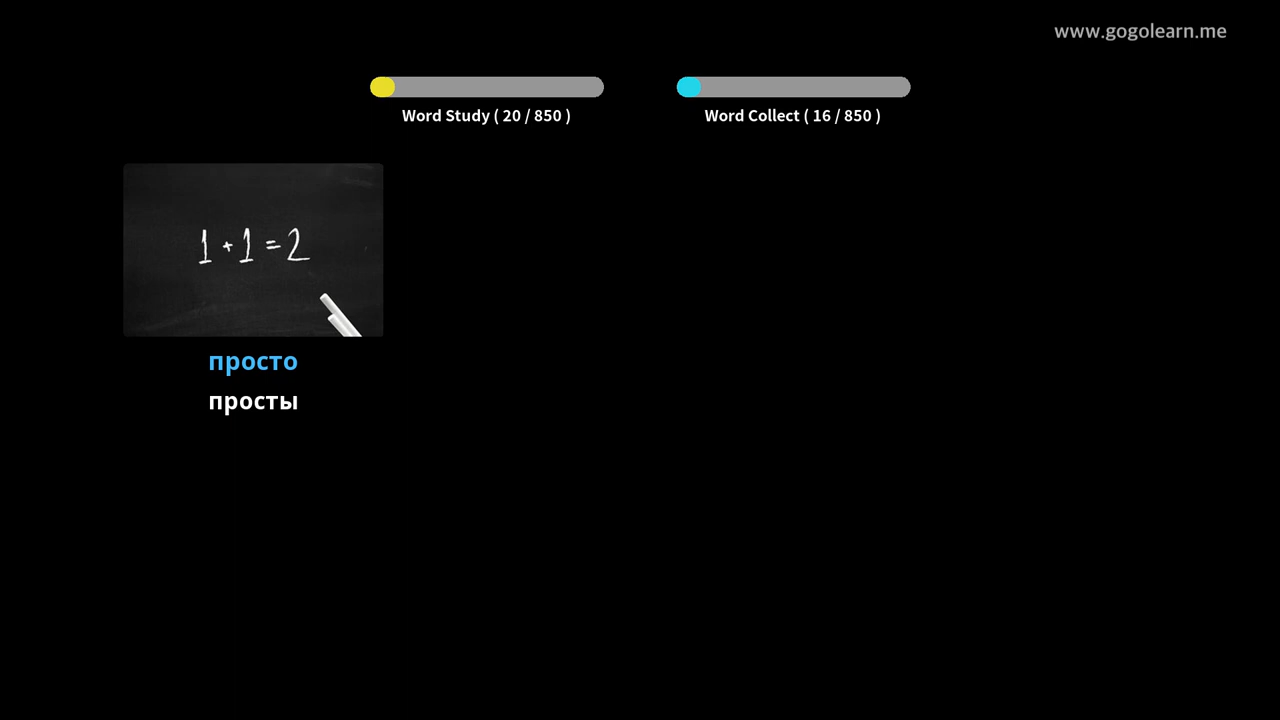 www.gogolearn.me
Word Study ( 20 / 850 )
Word Collect ( 16 / 850 )
1 + 1 = 2
просто
просты